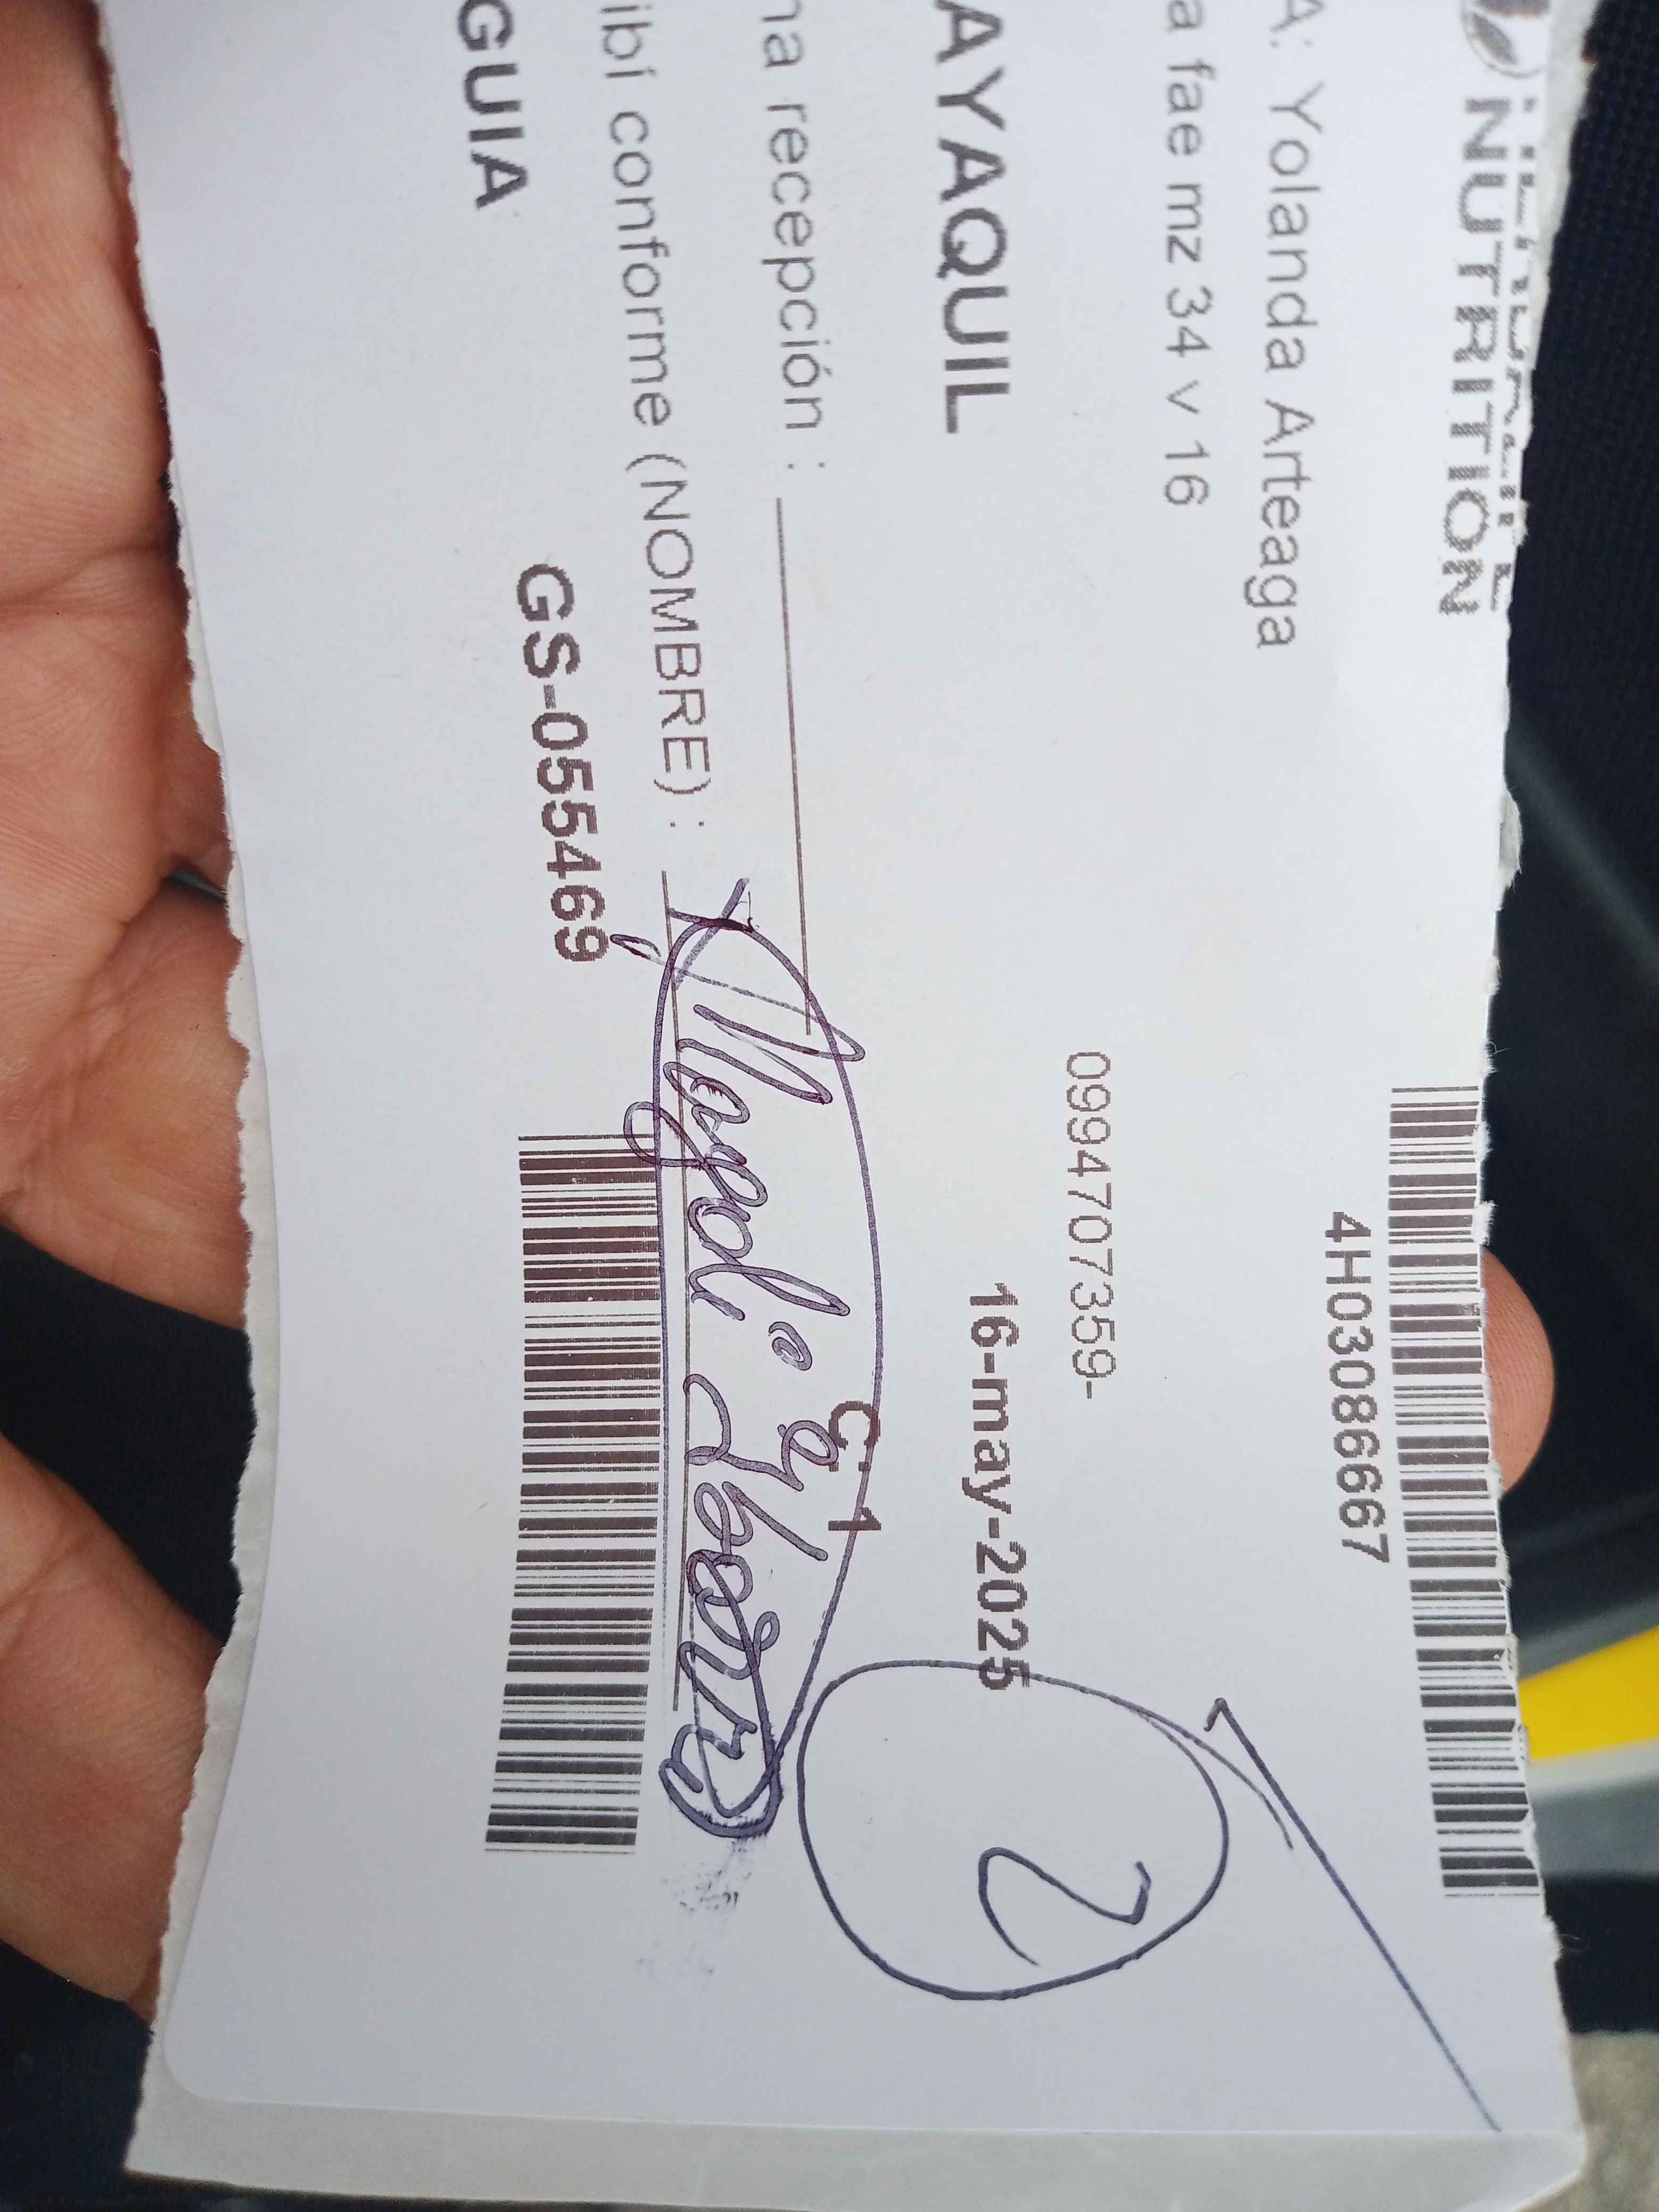 NUTRITION
4H0308667
A: Yolanda Arteaga
a fae mz 34 v 16
0994707359-
AYAQUIL
16-may-2025
2
na recepción :
C: 1
ibí conforme (NOMBRE) :
GUIA
GS-055469